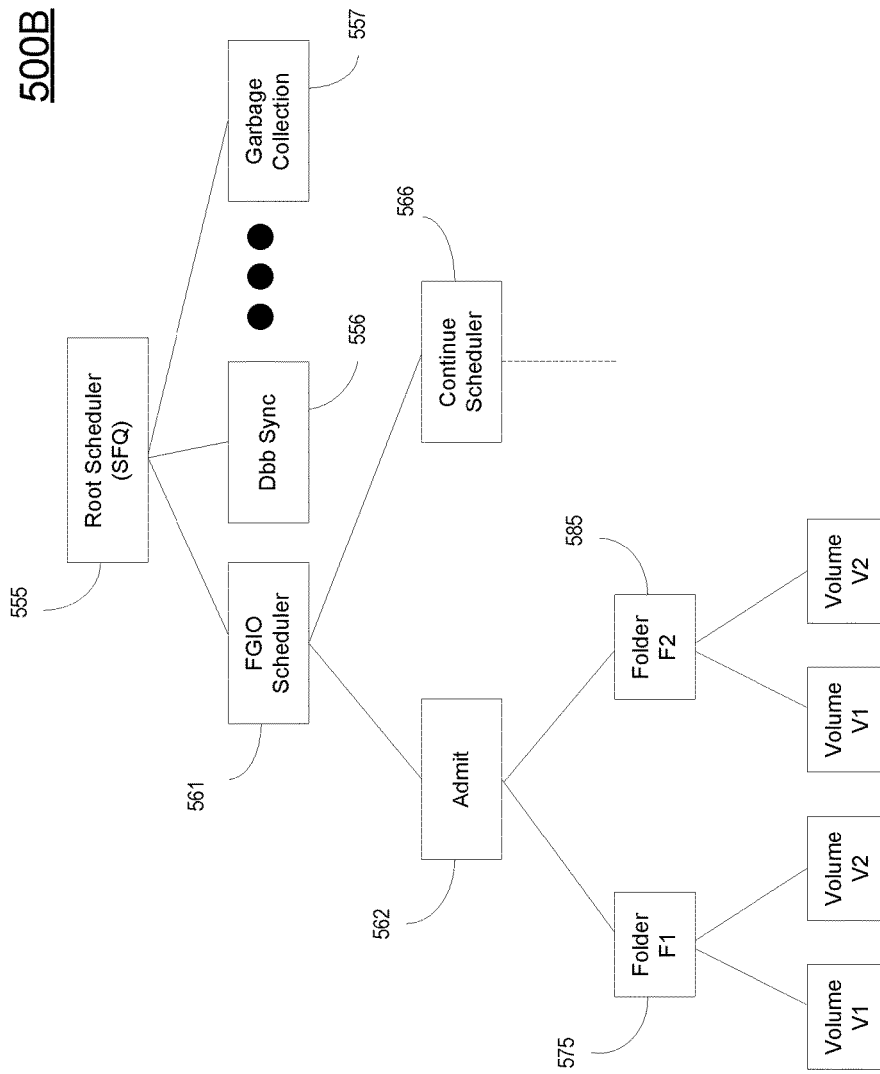 500B
555
Root Scheduler
(SFQ)
561
FGIO
Scheduler
Dbb Sync
556
Garbage
Collection
557
562
Admit
Continue
Scheduler
566
575
Folder
F1
Folder
F2
585
Volume
V1
Volume
V2
Volume
V1
Volume
V2